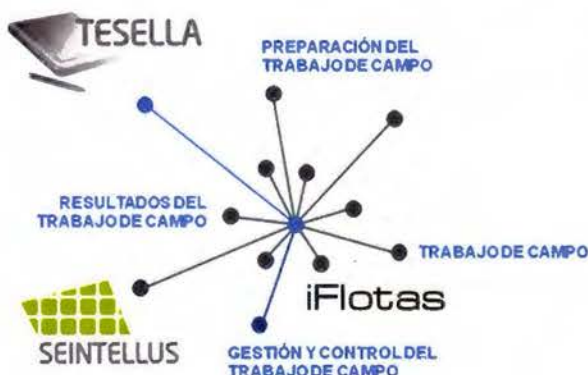 TESELLA
PREPARACIÓN DEL
TRABAJO DE CAMPO
RESULTADOS DEL
TRABAJO DE CAMPO
TRABAJO DE CAMPO
iFlotas
SEINTELLUS
GESTIÓN Y CONTROL DEL
TRABAJO DE CAMPO